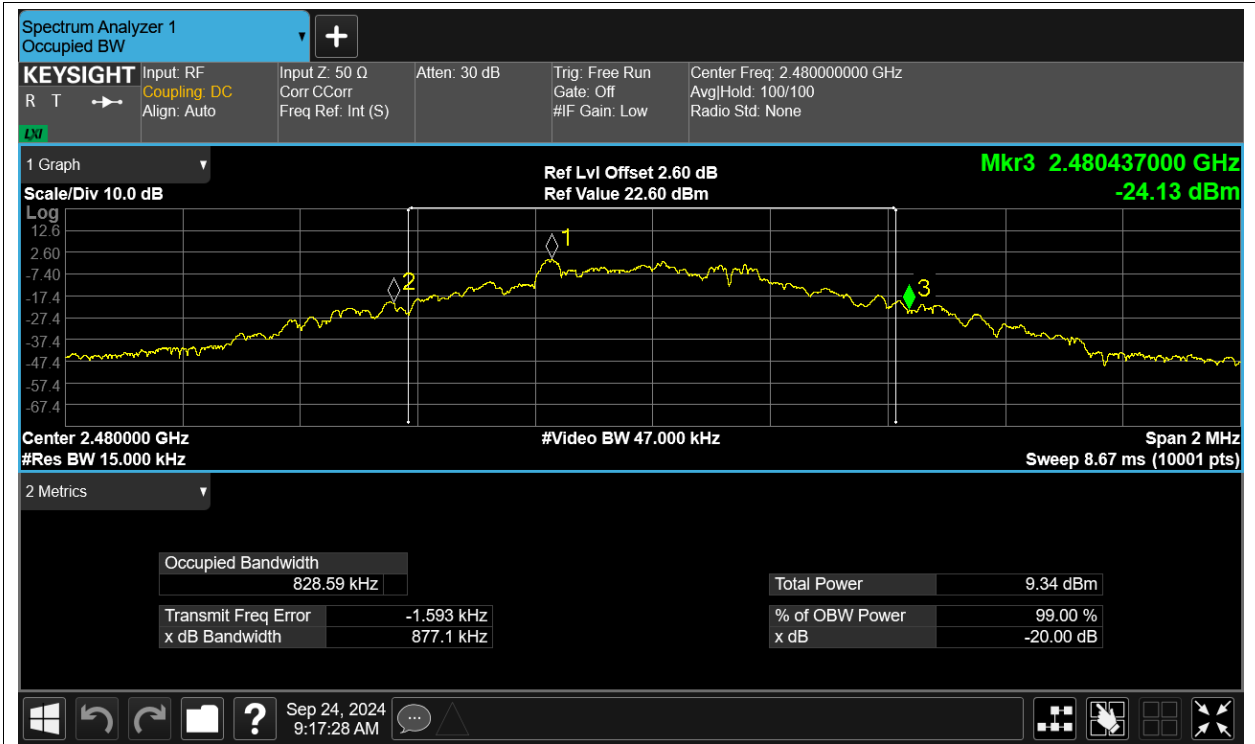 Spectrum Analyzer 1
Occupied BW
KEYSIGHT
R T
LXI
Input: RF
Coupling: DC
Align: Auto
Input Z: 50 Ω
Corr CCorr
Freq Ref: Int (S)
Atten: 30 dB
Trig: Free Run
Gate: Off
#IF Gain: Low
Center Freq: 2.480000000 GHz
Avg|Hold: 100/100
Radio Std: None
1 Graph
Scale/Div 10.0 dB
Ref Lvl Offset 2.60 dB
Ref Value 22.60 dBm
Mkr3 2.480437000 GHz
-24.13 dBm
Log
12.6
2.60
-7.40
-17.4
-27.4
-37.4
-47.4
-57.4
-67.4
1
2
3
Center 2.480000 GHz
#Res BW 15.000 kHz
#Video BW 47.000 kHz
Span 2 MHz
Sweep 8.67 ms (10001 pts)
2 Metrics
Occupied Bandwidth
828.59 kHz
Transmit Freq Error -1.593 kHz
x dB Bandwidth 877.1 kHz
Total Power 9.34 dBm
% of OBW Power 99.00 %
x dB -20.00 dB
?
Sep 24, 2024
9:17:28 AM